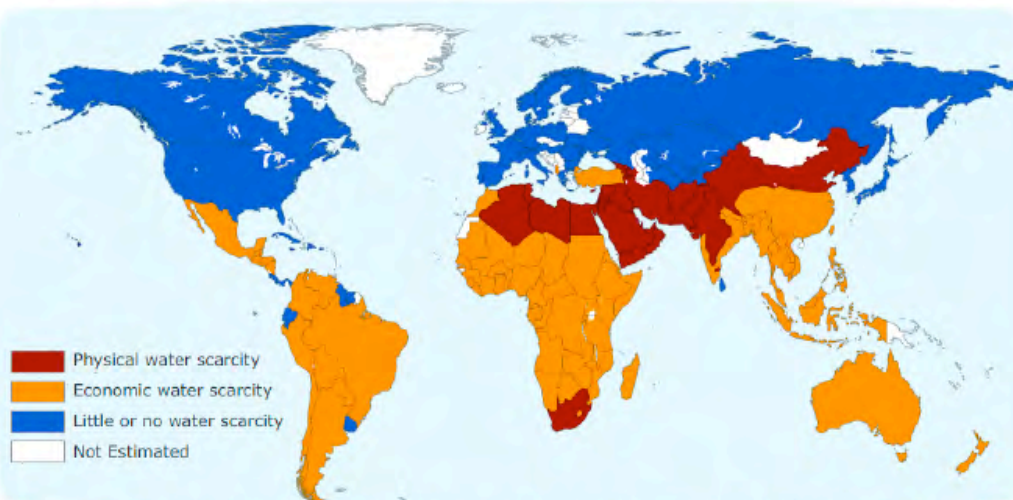 Physical water scarcity
Economic water scarcity
Little or no water scarcity
Not Estimated